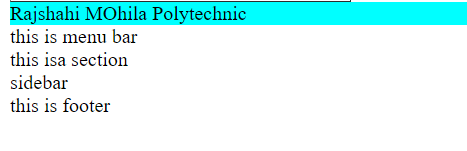 Rajshahi MOhila Polytechnic
this is menu bar
this isa section
sidebar
this is footer